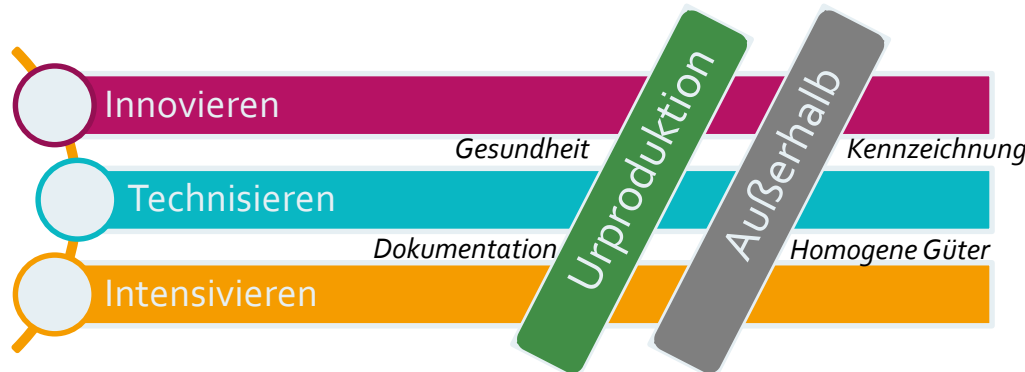 Innovieren
Gesundheit
Kennzeichnung
Technisieren
Dokumentation
Homogene Güter
Intensivieren
Urproduktion
Außerhalb